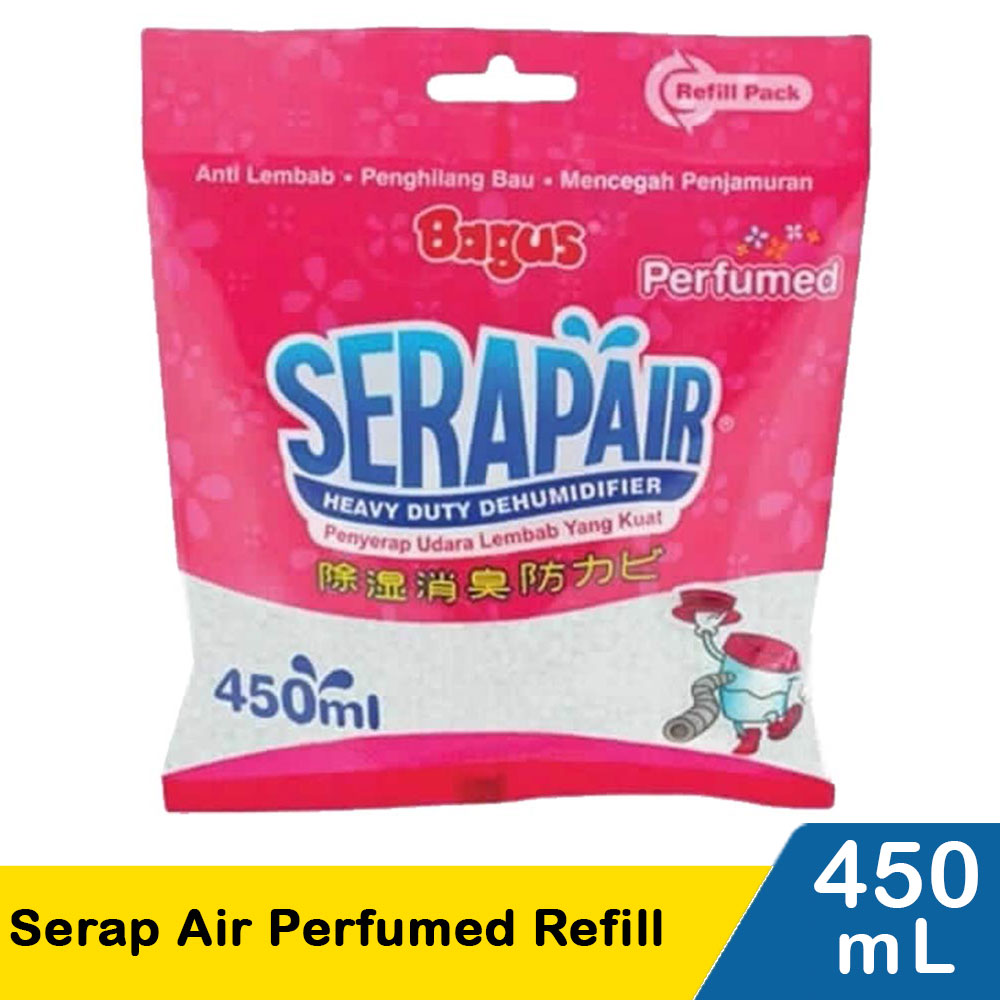 Refill Pack
Anti Lembab • Penghilang Bau • Mencegah Penjamuran
Bagus
Perfumed
SERAPAIR®
HEAVY DUTY DEHUMIDIFIER
Penyerap Udara Lembab Yang Kuat
除湿消臭防カビ
450ml
Serap Air Perfumed Refill
450
mL